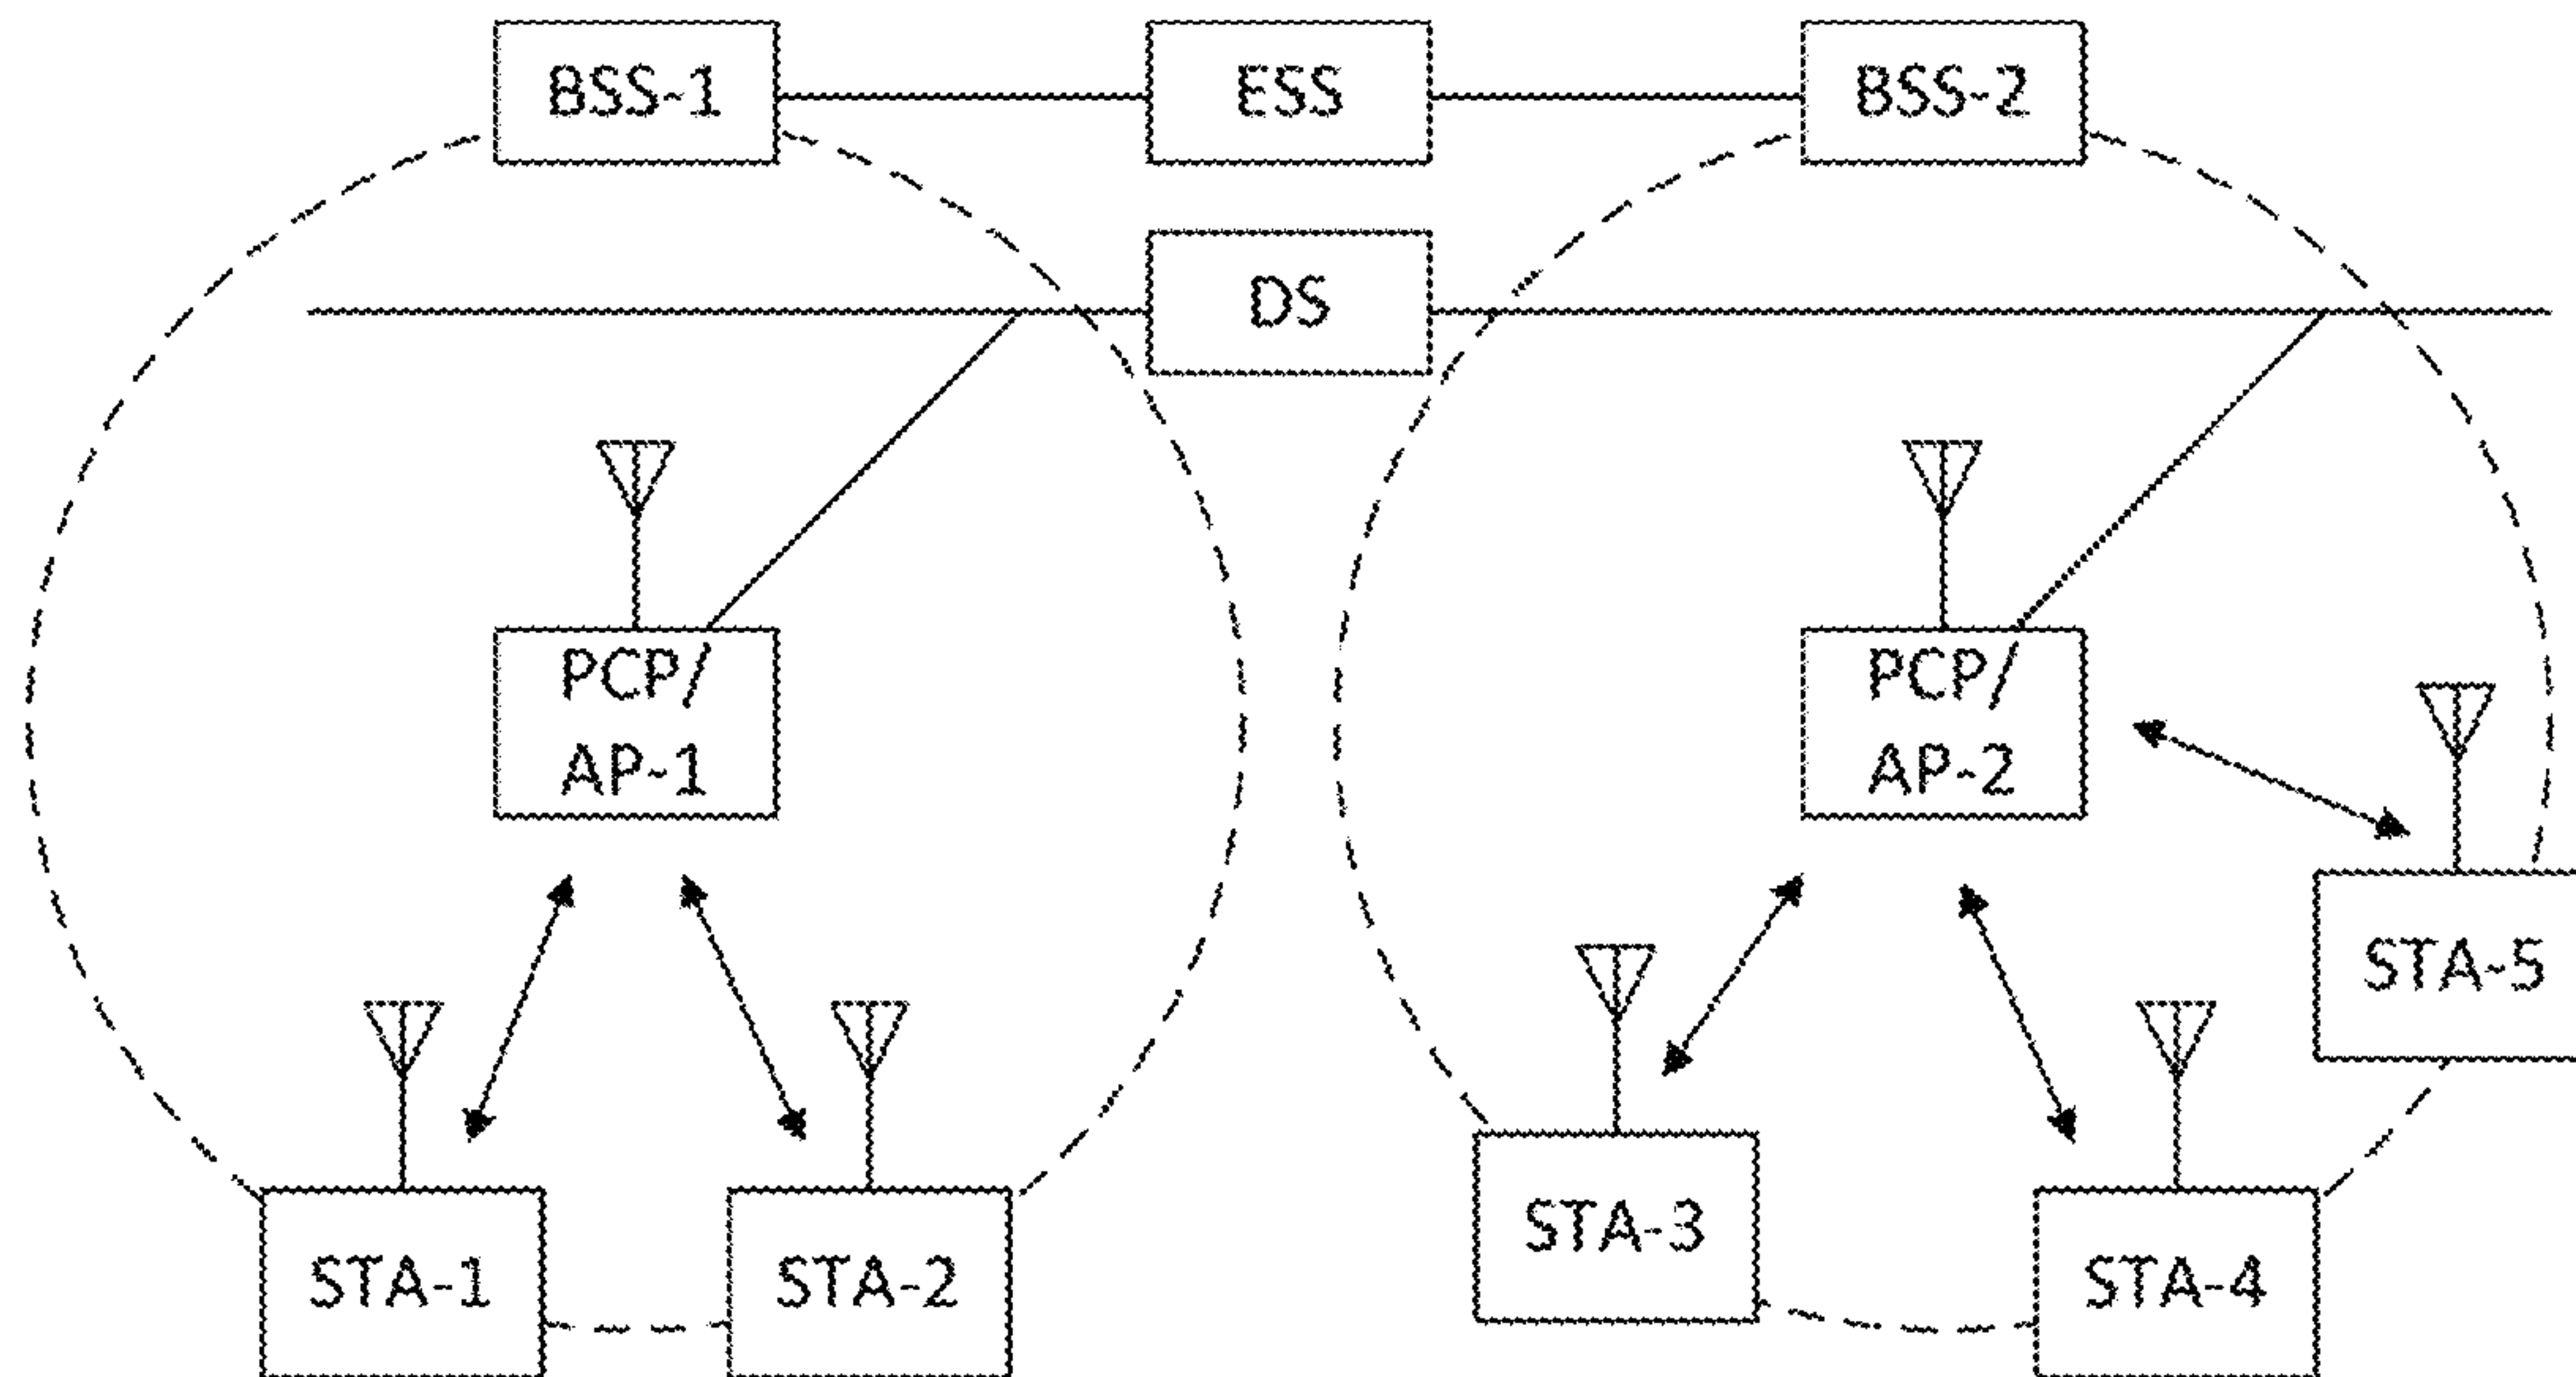 BSS-1
ESS
BSS-2
DS
PCP/
AP-1
PCP/
AP-2
STA-5
STA-3
STA-1
STA-2
STA-4